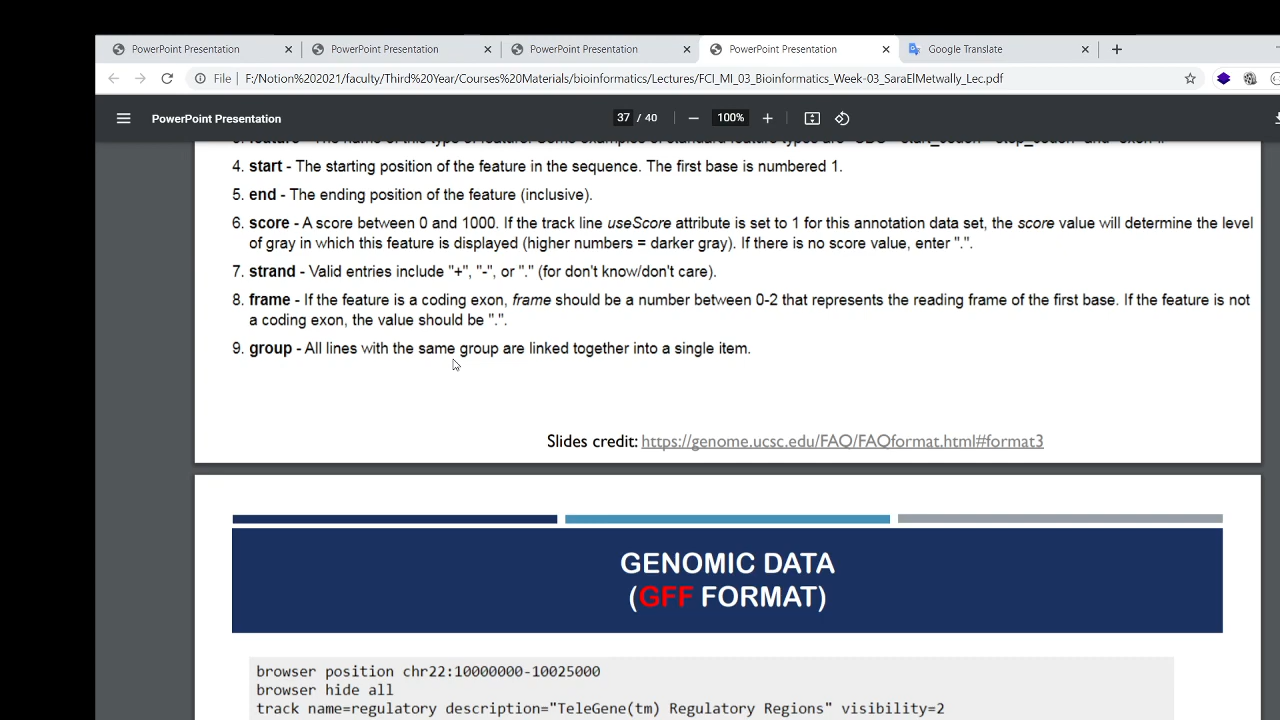 PowerPoint Presentation
PowerPoint Presentation
PowerPoint Presentation
PowerPoint Presentation
Google Translate
File F:/Notion%202021/faculty/Third%20Year/Courses%20Materials/bioinformatics/Lectures/FCI_MI_03_Bioinformatics_Week-03_SaraElMetwally_Lec.pdf
PowerPoint Presentation
37 / 40
100%
4. start - The starting position of the feature in the sequence. The first base is numbered 1.
5. end - The ending position of the feature (inclusive).
6. score - A score between 0 and 1000. If the track line useScore attribute is set to 1 for this annotation data set, the score value will determine the level
of gray in which this feature is displayed (higher numbers = darker gray). If there is no score value, enter ".".
7. strand - Valid entries include "+", "-", or "." (for don't know/don't care).
8. frame - If the feature is a coding exon, frame should be a number between 0-2 that represents the reading frame of the first base. If the feature is not
a coding exon, the value should be ".".
9. group - All lines with the same group are linked together into a single item.
Slides credit: https://genome.ucsc.edu/FAQ/FAQformat.html#format3
GENOMIC DATA
(GFF FORMAT)
browser position chr22:10000000-10025000
browser hide all
track name=regulatory description="TeleGene(tm) Regulatory Regions" visibility=2